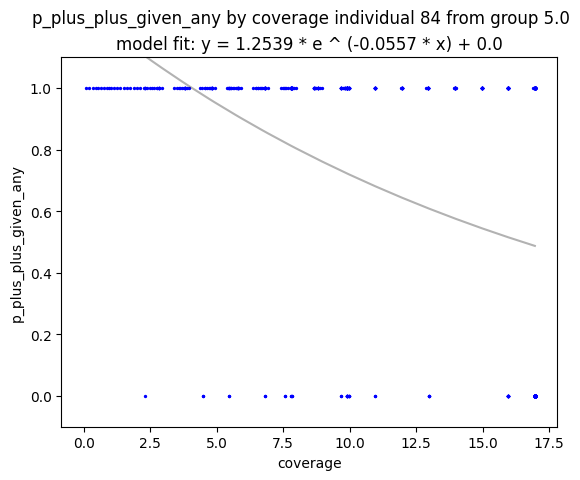 p_plus_plus_given_any by coverage individual 84 from group 5.0
model fit: y = 1.2539 * e ^ (-0.0557 * x) + 0.0
1.0
0.8
0.6
0.4
0.2
0.0
p_plus_plus_given_any
0.0 2.5 5.0 7.5 10.0 12.5 15.0 17.5
coverage